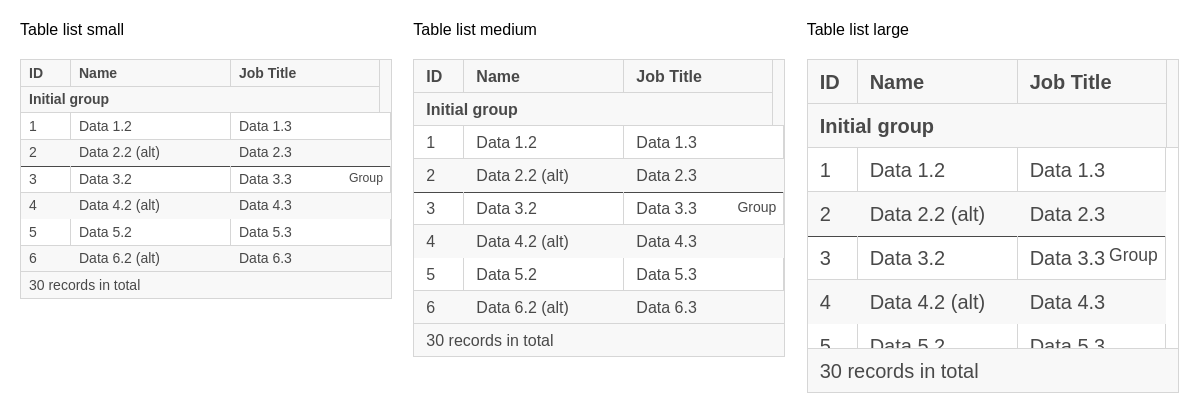 Table list small
ID Name Job Title
Initial group
1 Data 1.2 Data 1.3
2 Data 2.2 (alt) Data 2.3
3 Data 3.2 Data 3.3 Group
4 Data 4.2 (alt) Data 4.3
5 Data 5.2 Data 5.3
6 Data 6.2 (alt) Data 6.3
30 records in total
Table list medium
ID Name Job Title
Initial group
1 Data 1.2 Data 1.3
2 Data 2.2 (alt) Data 2.3
3 Data 3.2 Data 3.3 Group
4 Data 4.2 (alt) Data 4.3
5 Data 5.2 Data 5.3
6 Data 6.2 (alt) Data 6.3
30 records in total
Table list large
ID Name Job Title
Initial group
1 Data 1.2 Data 1.3
2 Data 2.2 (alt) Data 2.3
3 Data 3.2 Data 3.3 Group
4 Data 4.2 (alt) Data 4.3
5 Data 5.2 Data 5.3
30 records in total